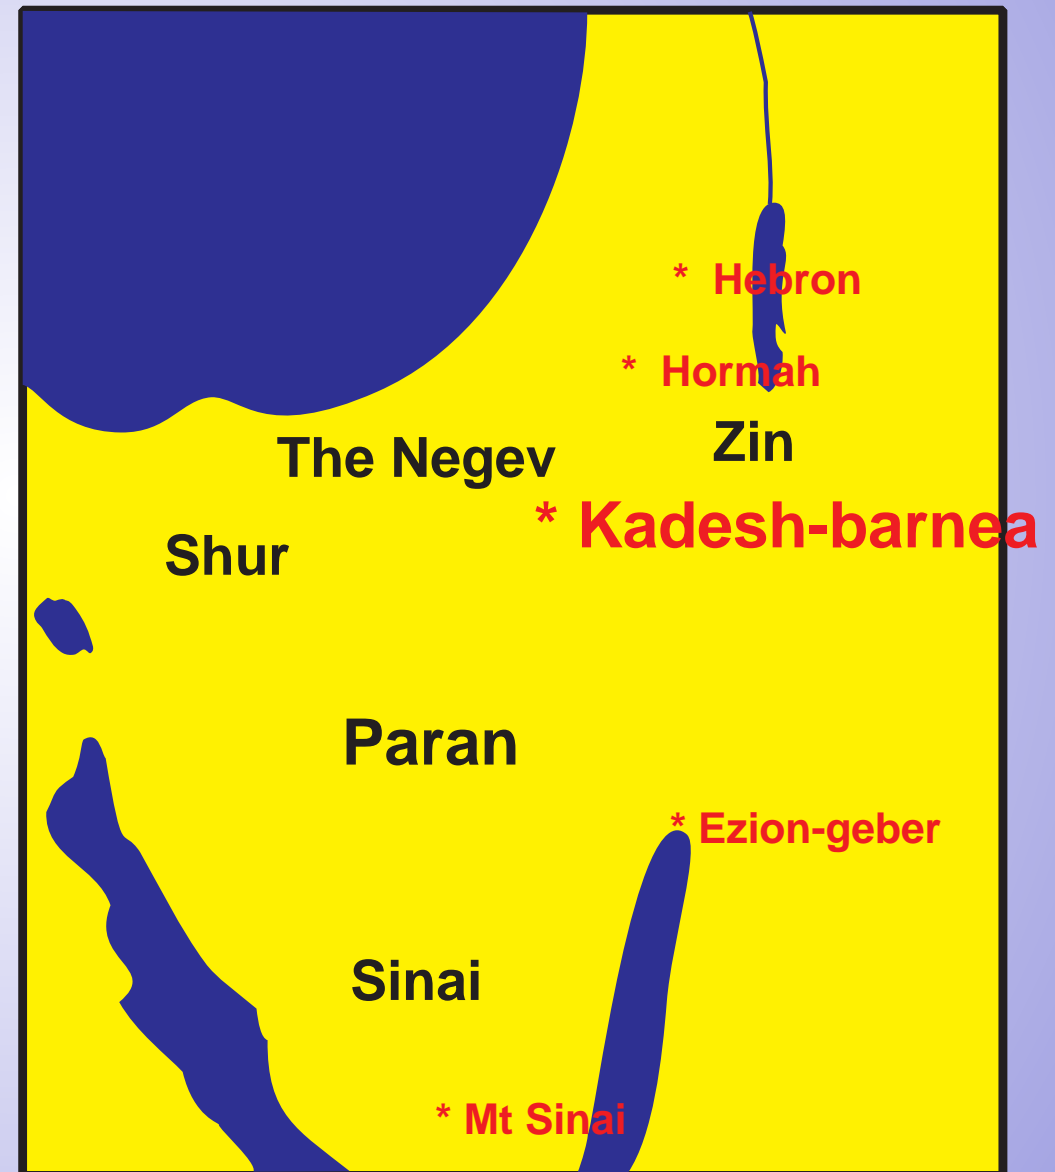 * Hebron
* Hormah
Zin
The Negev
* Kadesh-barnea
Shur
Paran
* Ezion-geber
Sinai
* Mt Sinai